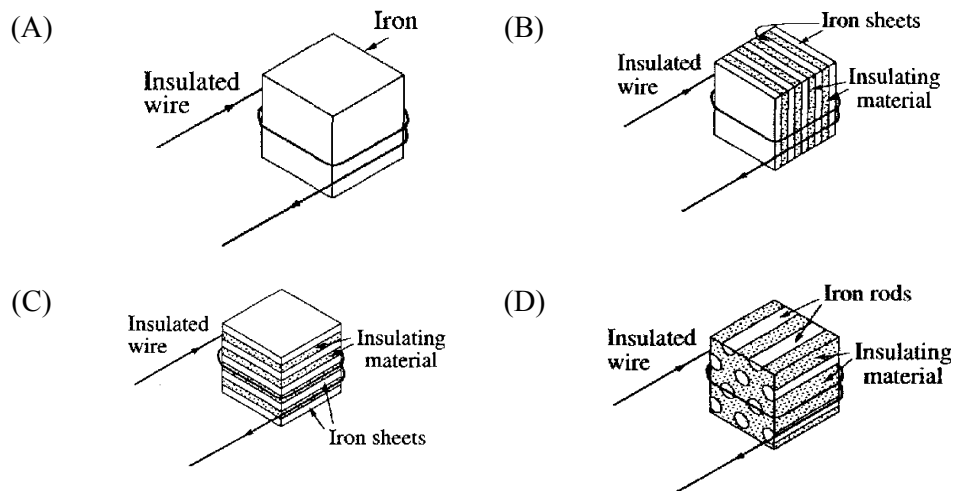 (A)
Iron
Insulated
wire
(B)
Iron sheets
Insulated
wire
Insulating
material
(C)
Insulated
wire
Insulating
material
Iron sheets
(D)
Iron rods
Insulated
wire
Insulating
material